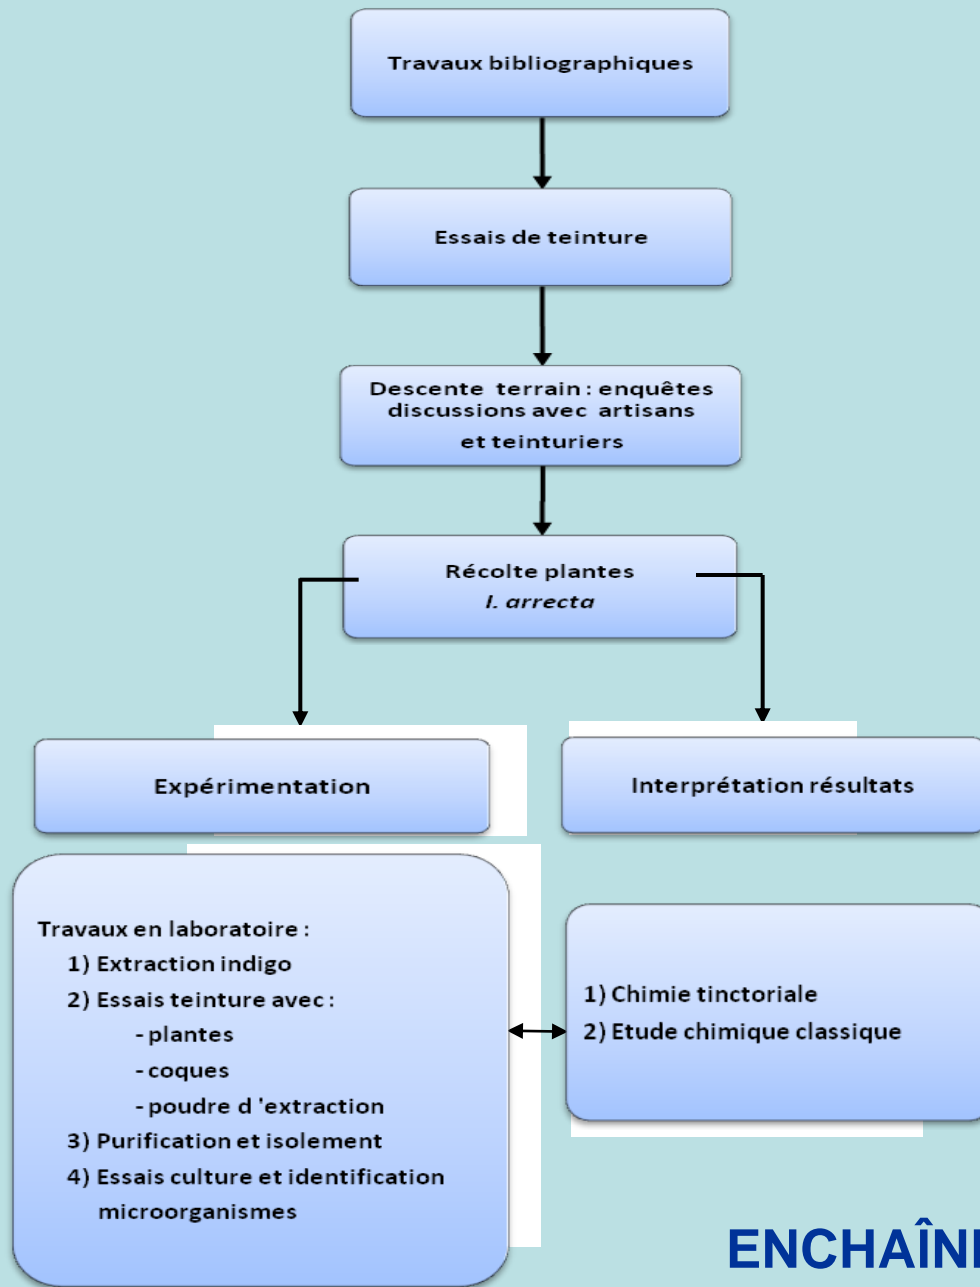 Travaux bibliographiques
Essais de teinture
Descente terrain : enquêtes
discussions avec artisans
et teinturiers
Récolte plantes
I. arrecta
Expérimentation
Interprétation résultats
Travaux en laboratoire :
1) Extraction indigo
2) Essais teinture avec :
- plantes
- coques
- poudre d 'extraction
3) Purification et isolement
4) Essais culture et identification
microorganismes
1) Chimie tinctoriale
2) Etude chimique classique